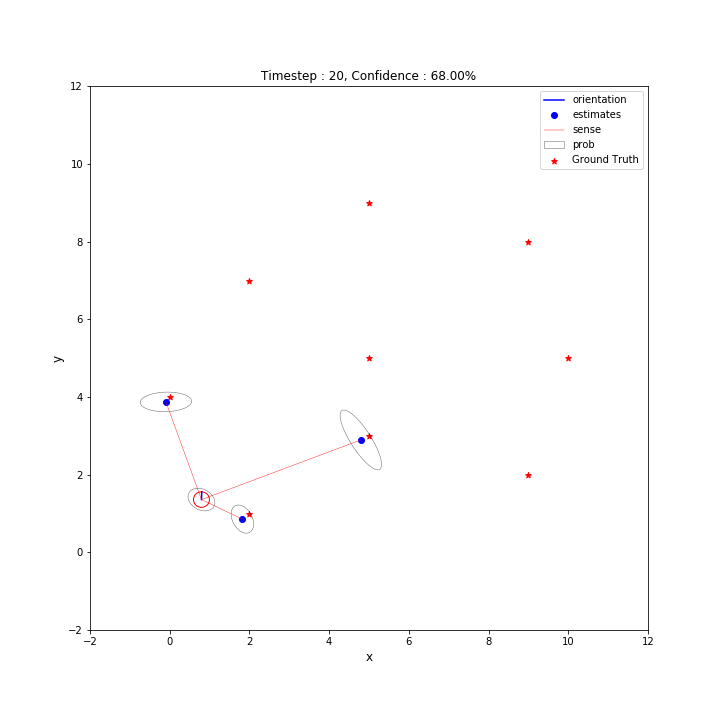 Timestep : 20, Confidence : 68.00%
12
10
8
6
4
2
0
−2
−2
0
2
4
6
8
10
12
x
y
orientation
estimates
sense
prob
Ground Truth